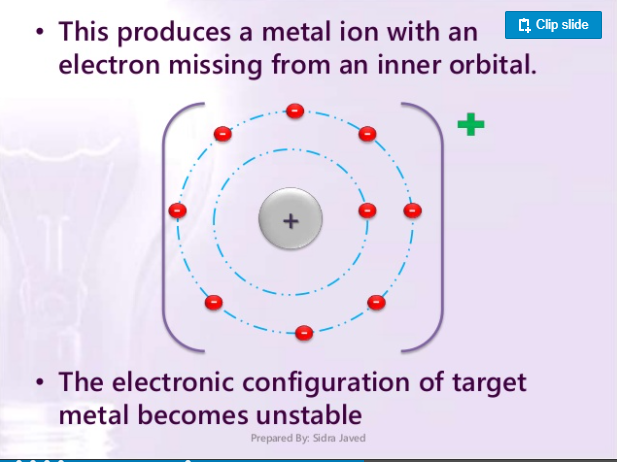 Clip slide
• This produces a metal ion with an
electron missing from an inner orbital.
+
+
-
-
-
-
-
-
-
-
-
• The electronic configuration of target
metal becomes unstable
Prepared By: Sidra Javed